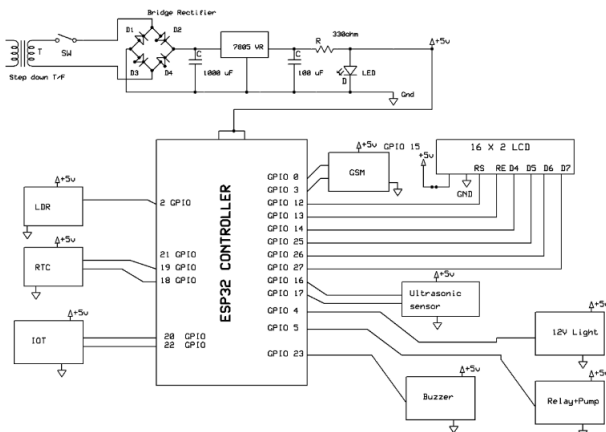 Bridge Rectifier
D1
D2
D3
D4
T
SW
Step down T/F
C
1000 uF
7805 VR
C
100 uF
R
330ohm
D
LED
+5v
Gnd
ESP32 CONTROLLER
+5v
LDR
2 GPIO
+5v
RTC
21 GPIO
19 GPIO
18 GPIO
+5v
IOT
20 GPIO
22 GPIO
GPIO 0
GPIO 3
GPIO 12
GPIO 13
GPIO 14
GPIO 25
GPIO 26
GPIO 27
GPIO 16
GPIO 17
GPIO 4
GPIO 5
GPIO 23
+5v
GPIO 15
GSM
16 X 2 LCD
+5v
GND
RS RE D4 D5 D6 D7
+5v
Ultrasonic
sensor
+5v
12V Light
+5v
Buzzer
+5v
Relay+Pump